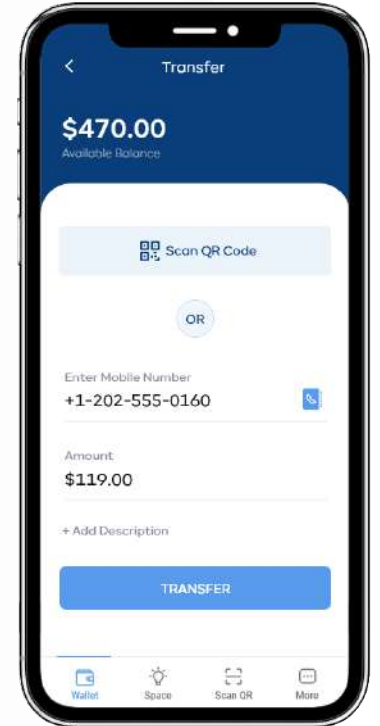 Transfer
$470.00
Available Balance
Scan QR Code
OR
Enter Mobile Number
+1-202-555-0160
Amount
$119.00
+ Add Description
TRANSFER
Wallet Space Scan QR More